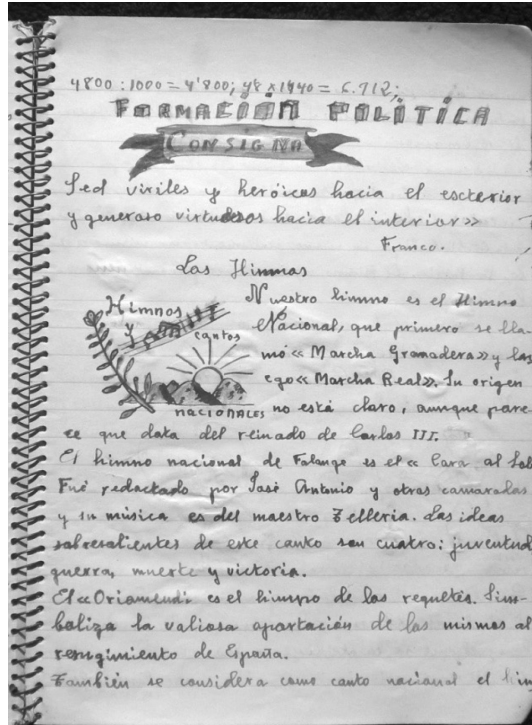 4800 : 1000 = 4'800; 4'8 x 1440 = 6.912;
FORMACIÓN POLÍTICA
CONSIGNA
Sed viriles y heróicos hacia el escterior
y generoso virtudosos hacia el interior»
Franco.
Los Himnos
Himnos
y
cantos
nacionales
Nuestro himno es el Himno
Nacional, que primero se lla-
mó «Marcha Granadera» y lue
ego «Marcha Real». Su origen
no está claro, aunque pare-
ce que data del reinado de Carlos III.
El himno nacional de Falange es el «Cara al Sol
Fué redactado por José Antonio y otros camaradas
y su música es del maestro Telleria. Las ideas
sobresalientes de este canto son cuatro: juventud
guerra, muerte y victoria.
El «Oriamendi» es el himno de los requetés. Sim-
boliza la valiosa aportación de los mismos al
resurgimiento de España.
También se considera como canto nacional el him